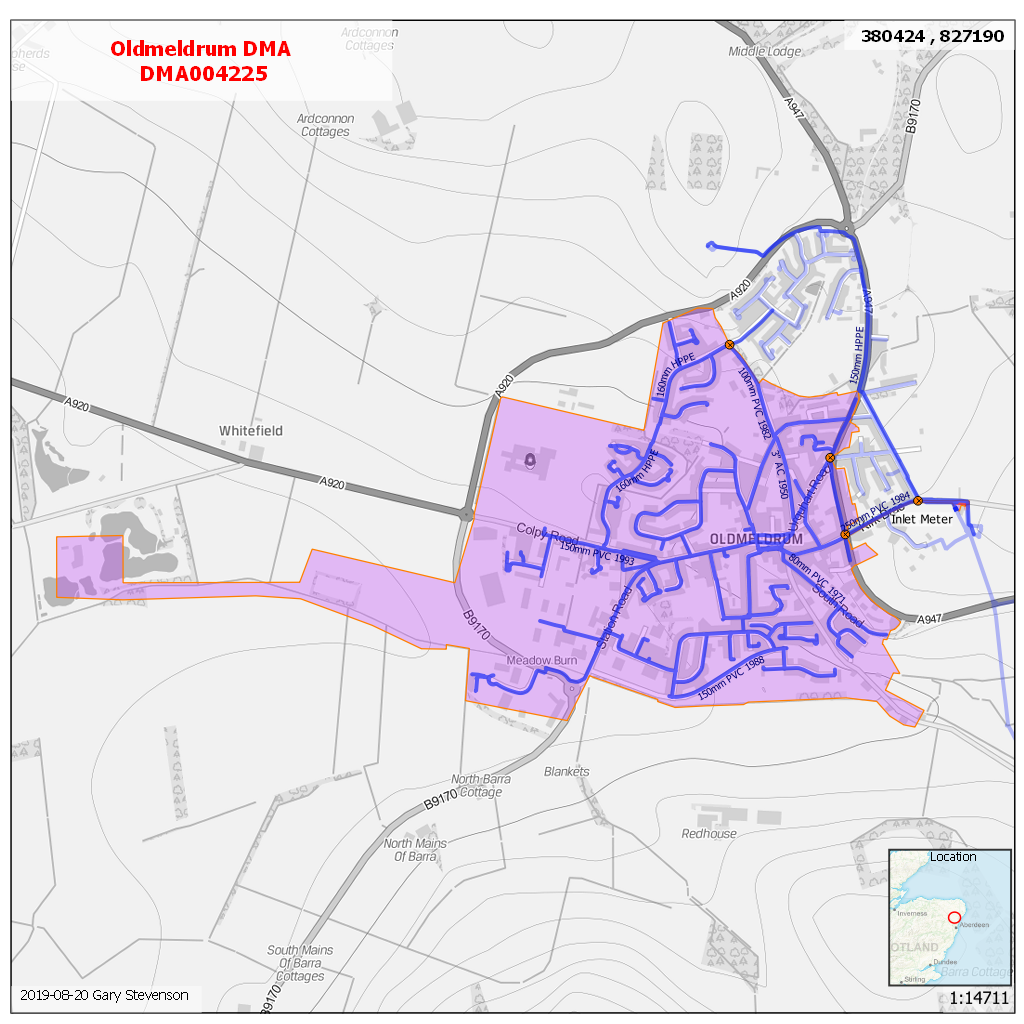 Oldmeldrum DMA
DMA004225
380424 , 827190
Ardconnon
Cottages
Middle Lodge
A947
B9170
Ardconnon
Cottages
A920
A947
150mm HPPE
160mm HPPE
100mm PVC 1982
A920
A920
Whitefield
A920
3" AC 1950
160mm HPPE
Urquhart Road
250mm PVC 1984
Inlet Meter
Colpy Road
150mm PVC 1993
OLDMELDRUM
80mm PVC 1971
South Road
Station Road
A947
B9170
Meadow Burn
150mm PVC 1988
North Barra
Cottage
Blankets
B9170
Redhouse
North Mains
Of Barra
South Mains
Of Barra
Cottages
B9170
Location
Inverness
Aberdeen
OTLAND
Dundee
Stirling
Barra Cottage
2019-08-20 Gary Stevenson
1:14711